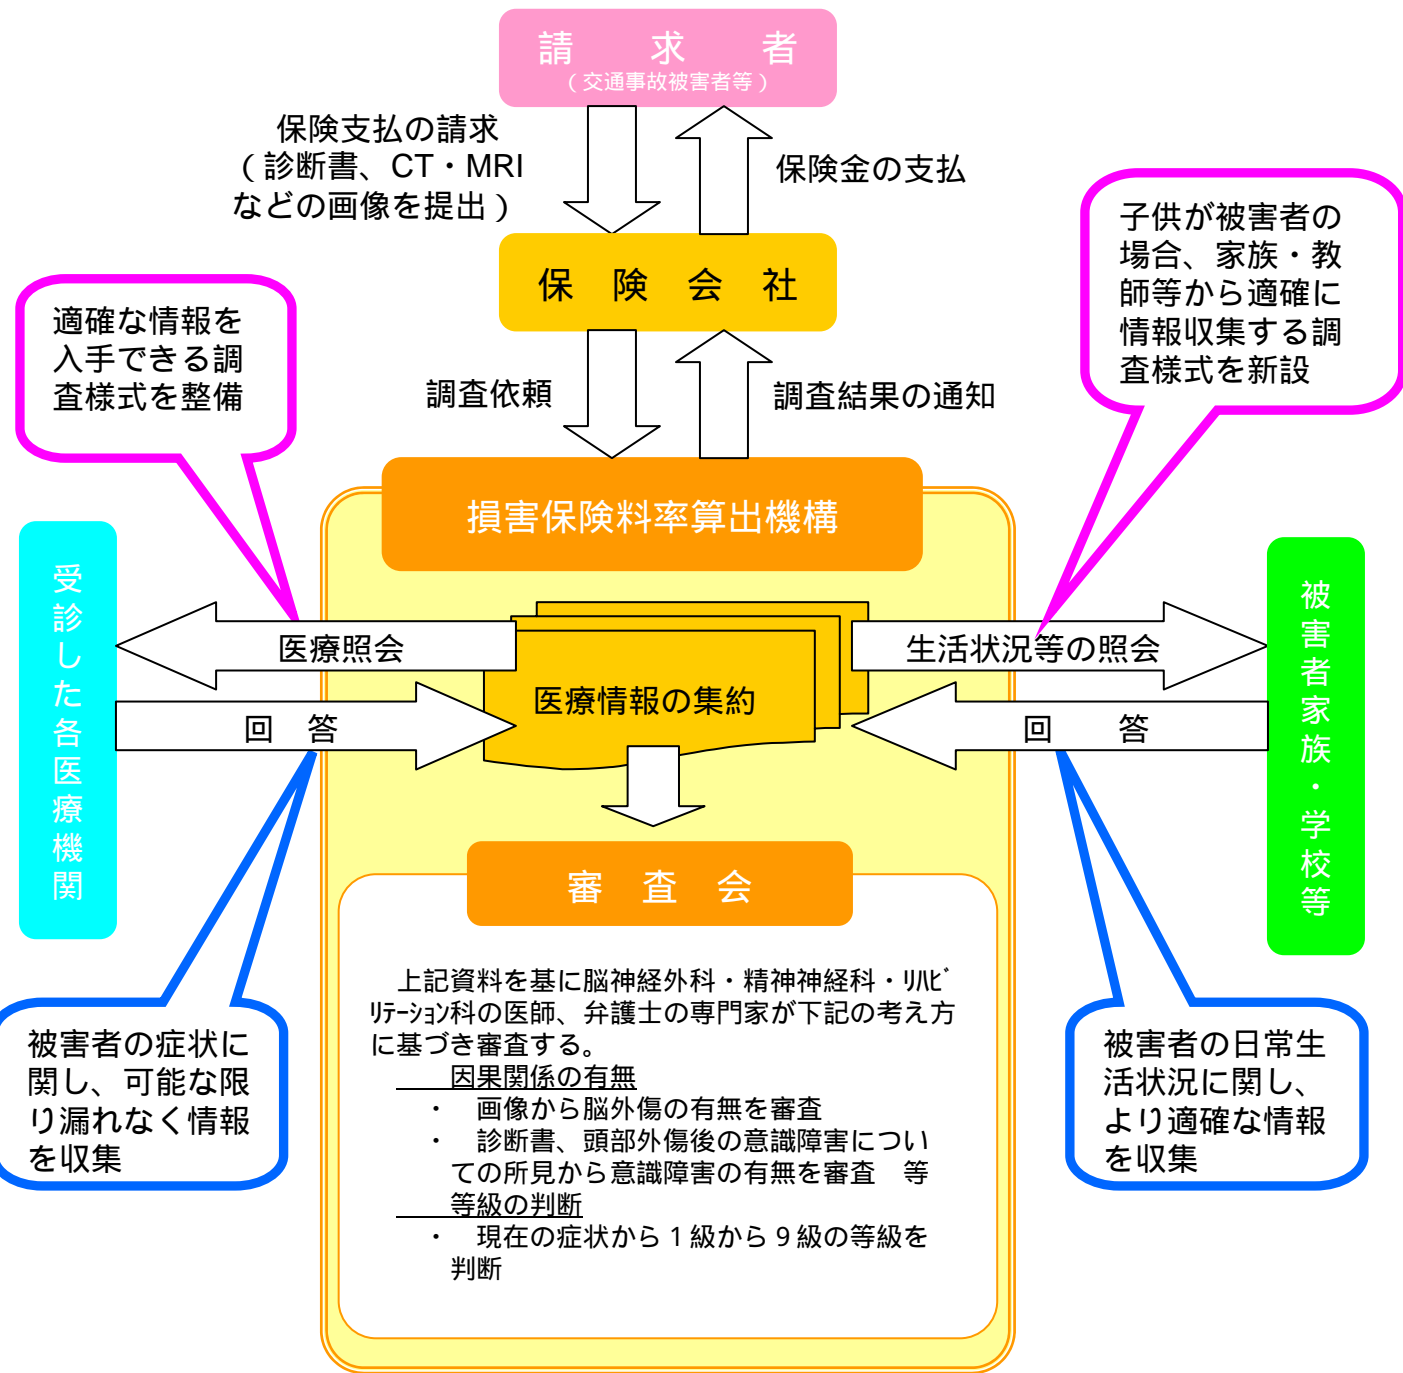 請　求　者
（交通事故被害者等）
保険支払の請求
（診断書、CT・MRI
などの画像を提出）
保険金の支払
保　険　会　社
調査依頼
調査結果の通知
適確な情報を
入手できる調
査様式を整備
子供が被害者の
場合、家族・教
師等から適確に
情報収集する調
査様式を新設
損害保険料率算出機構
受診した各医療機関
医療照会
回　答
医療情報の集約
生活状況等の照会
回　答
被害者家族・学校等
審　査　会
上記資料を基に脳神経外科・精神神経科・ﾘﾊﾋﾞ
ﾘﾃｰｼｮﾝ科の医師、弁護士の専門家が下記の考え方
に基づき審査する。
因果関係の有無
・　画像から脳外傷の有無を審査
・　診断書、頭部外傷後の意識障害につい
ての所見から意識障害の有無を審査　等
等級の判断
・　現在の症状から１級から９級の等級を
判断
被害者の症状に
関し、可能な限
り漏れなく情報
を収集
被害者の日常生
活状況に関し、
より適確な情報
を収集